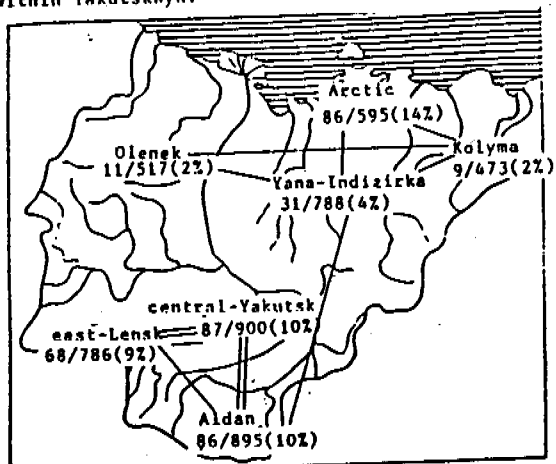 within Yakutskaya.
Arctic
86/595(14%)
Olenek
11/517(2%)
Kolyma
9/473(2%)
Yana-Indizirka
31/788(4%)
central-Yakutsk
87/900(10%)
east-Lensk
68/786(9%)
Aldan
86/895(10%)